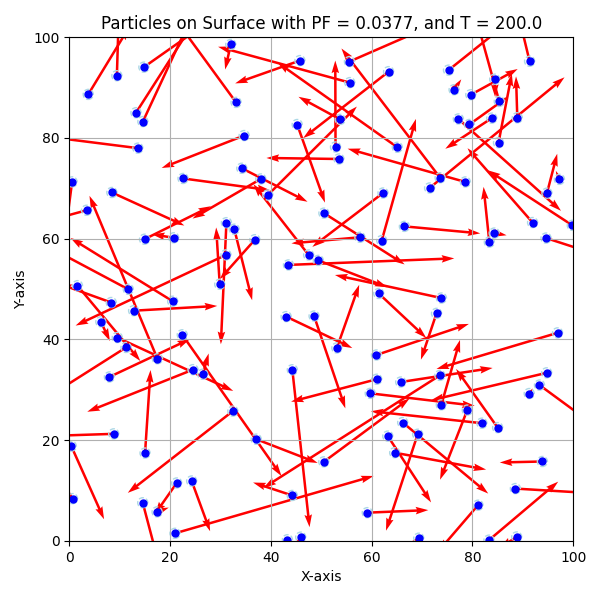 Particles on Surface with PF = 0.0377, and T = 200.0
100
80
60
40
20
0
Y-axis
0 20 40 60 80 100
X-axis